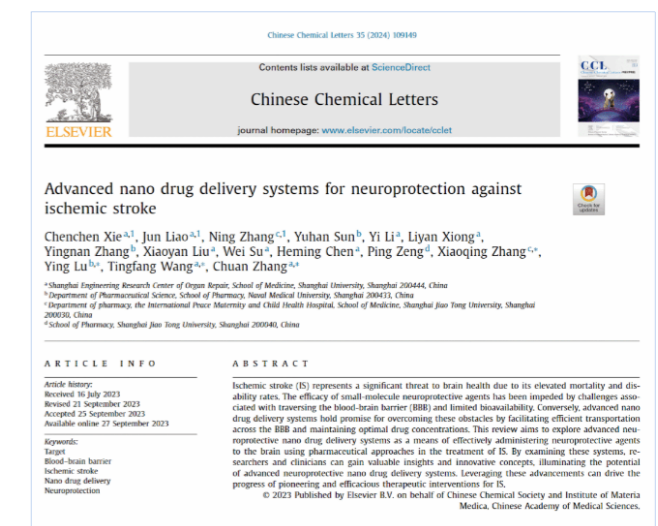 Chinese Chemical Letters 35 (2024) 109149
Contents lists available at ScienceDirect
CCL
Chinese Chemical Letters
ELSEVIER
journal homepage: www.elsevier.com/locate/cclet
Advanced nano drug delivery systems for neuroprotection against
ischemic stroke
Check for
updates
Chenchen Xie a,1, Jun Liao a,1, Ning Zhang c,1, Yuhan Sun b, Yi Li a, Liyan Xiong a,
Yingnan Zhang b, Xiaoyan Liu a, Wei Su a, Heming Chen a, Ping Zeng d, Xiaoqing Zhang c,*,
Ying Lu b,*, Tingfang Wang a,*, Chuan Zhang a,*
a Shanghai Engineering Research Center of Organ Repair, School of Medicine, Shanghai University, Shanghai 200444, China
b Department of Pharmaceutical Science, School of Pharmacy, Naval Medical University, Shanghai 200433, China
c Department of pharmacy, the International Peace Maternity and Child Health Hospital, School of Medicine, Shanghai Jiao Tong University, Shanghai
200030, China
d School of Pharmacy, Shanghai Jiao Tong University, Shanghai 200040, China
ARTICLE INFO
Article history:
Received 16 July 2023
Revised 21 September 2023
Accepted 25 September 2023
Available online 27 September 2023
Keywords:
Target
Blood–brain barrier
Ischemic stroke
Nano drug delivery
Neuroprotection
ABSTRACT
Ischemic stroke (IS) represents a significant threat to brain health due to its elevated mortality and dis-
ability rates. The efficacy of small-molecule neuroprotective agents has been impeded by challenges asso-
ciated with traversing the blood-brain barrier (BBB) and limited bioavailability. Conversely, advanced nano
drug delivery systems hold promise for overcoming these obstacles by facilitating efficient transportation
across the BBB and maintaining optimal drug concentrations. This review aims to explore advanced neu-
roprotective nano drug delivery systems as a means of effectively administering neuroprotective agents
to the brain using pharmaceutical approaches in the treatment of IS. By examining these systems, re-
searchers and clinicians can gain valuable insights and innovative concepts, illuminating the potential
of advanced neuroprotective nano drug delivery systems. Leveraging these advancements can drive the
progress of pioneering and efficacious therapeutic interventions for IS.
© 2023 Published by Elsevier B.V. on behalf of Chinese Chemical Society and Institute of Materia
Medica, Chinese Academy of Medical Sciences.